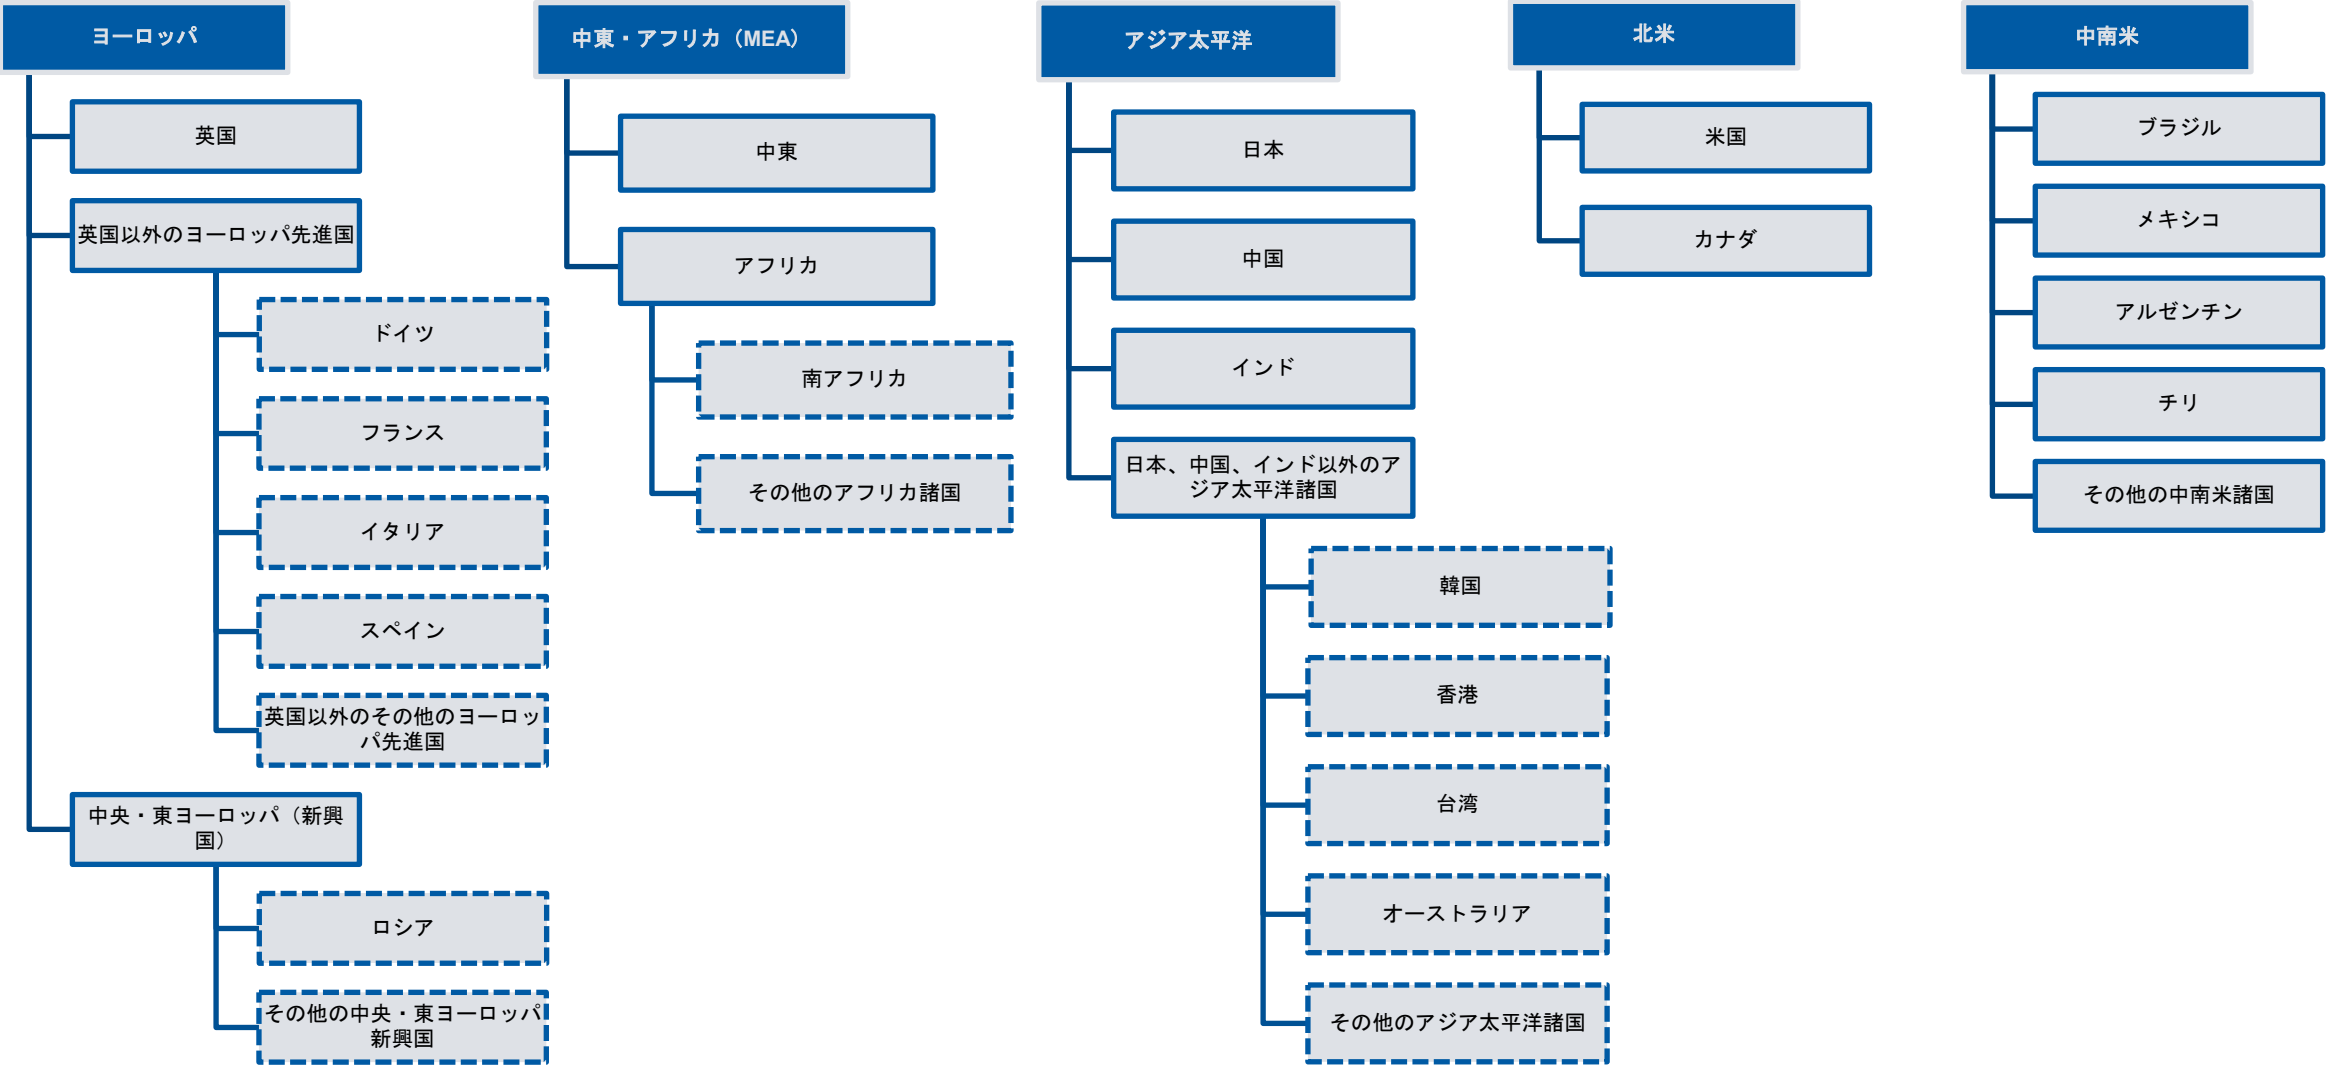 ヨーロッパ
英国
英国以外のヨーロッパ先進国
ドイツ
フランス
イタリア
スペイン
英国以外のその他のヨーロッ
パ先進国
中央・東ヨーロッパ（新興
国）
ロシア
その他の中央・東ヨーロッパ
新興国
中東・アフリカ（MEA）
中東
アフリカ
南アフリカ
その他のアフリカ諸国
アジア太平洋
日本
中国
インド
日本、中国、インド以外のア
ジア太平洋諸国
韓国
香港
台湾
オーストラリア
その他のアジア太平洋諸国
北米
米国
カナダ
中南米
ブラジル
メキシコ
アルゼンチン
チリ
その他の中南米諸国